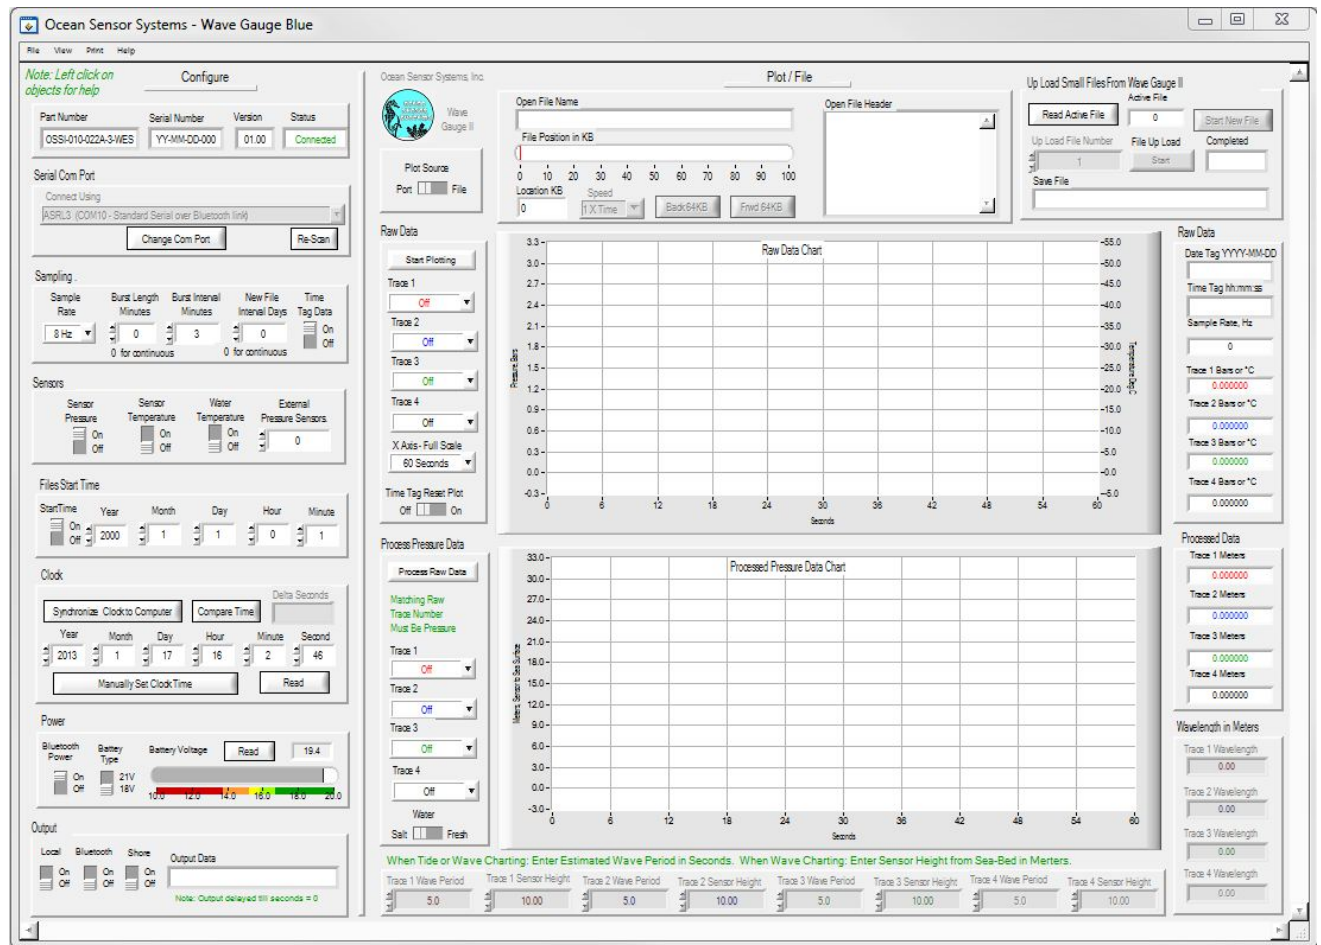 Ocean Sensor Systems - Wave Gauge Blue
File View Print Help
Note: Left click on
objects for help
Configure
Part Number Serial Number Version Status
OSSI-010-022A-3-WES YY-MM-DD-000 01.00 Connected
Serial Com Port
Connect Using
ASRL3 (COM10 - Standard Serial over Bluetooth link)
Change Com Port Re-Scan
Sampling .
Sample Rate Burst Length Minutes Burst Interval Minutes New File Interval Days Time Tag Data
8 Hz 0 3 0 On Off
0 for continuous 0 for continuous
Sensors
Sensor Pressure Sensor Temperature Water Temperature External Pressure Sensors.
On Off On Off On Off 0
Files Start Time
StartTime Year Month Day Hour Minute
On Off 2000 1 1 0 1
Clock
Delta Seconds
Synchronize Clock to Computer Compare Time
Year Month Day Hour Minute Second
2013 1 17 16 2 46
Manually Set Clock Time Read
Power
Bluetooth Power Battey Type Battery Voltage Read 19.4
On Off 21V 18V
10.0 12.0 14.0 16.0 18.0 20.0
Output
Local Bluetooth Shore Output Data
On Off On Off On Off
Note: Output delayed till seconds = 0
Ocean Sensor Systems, Inc.
Wave
Gauge II
Plot Source
Port File
Plot / File
Open File Name
File Position in KB
0 10 20 30 40 50 60 70 80 90 100
Location KB Speed
0 1 X Time Back 64KB Frwd 64KB
Open File Header
Up Load Small Files From Wave Gauge II
Active File
Read Active File 0 Start New File
Up Load File Number File Up Load Completed
1 Start
Save File
Raw Data
Start Plotting
Trace 1
Off
Trace 2
Off
Trace 3
Off
Trace 4
Off
X Axis - Full Scale
60 Seconds
Time Tag Reset Plot
Off On
Raw Data Chart
3.3
3.0
2.7
2.4
2.1
1.8
1.5
1.2
0.9
0.6
0.3
0.0
-0.3
Pressure, Bars
55.0
50.0
45.0
40.0
35.0
30.0
25.0
20.0
15.0
10.0
5.0
0.0
-5.0
Temperature, Deg C
0 6 12 18 24 30 36 42 48 54 60
Seconds
Raw Data
Date Tag YYYY-MM-DD
Time Tag hh:mm:ss
Sample Rate, Hz
0
Trace 1 Bars or °C
0.000000
Trace 2 Bars or °C
0.000000
Trace 3 Bars or °C
0.000000
Trace 4 Bars or °C
0.000000
Process Pressure Data
Process Raw Data
Matching Raw
Trace Number
Must Be Pressure
Trace 1
Off
Trace 2
Off
Trace 3
Off
Trace 4
Off
Water
Salt Fresh
Processed Pressure Data Chart
33.0
30.0
27.0
24.0
21.0
18.0
15.0
12.0
9.0
6.0
3.0
0.0
-3.0
Meters, Sensor to Sea Surface
0 6 12 18 24 30 36 42 48 54 60
Seconds
Processed Data
Trace 1 Meters
0.000000
Trace 2 Meters
0.000000
Trace 3 Meters
0.000000
Trace 4 Meters
0.000000
Wavelength in Meters
Trace 1 Wavelength
0.00
Trace 2 Wavelength
0.00
Trace 3 Wavelength
0.00
Trace 4 Wavelength
0.00
When Tide or Wave Charting: Enter Estimated Wave Period in Seconds. When Wave Charting: Enter Sensor Height from Sea-Bed in Merters.
Trace 1 Wave Period Trace 1 Sensor Height Trace 2 Wave Period Trace 2 Sensor Height Trace 3 Wave Period Trace 3 Sensor Height Trace 4 Wave Period Trace 4 Sensor Height
5.0 10.00 5.0 10.00 5.0 10.00 5.0 10.00